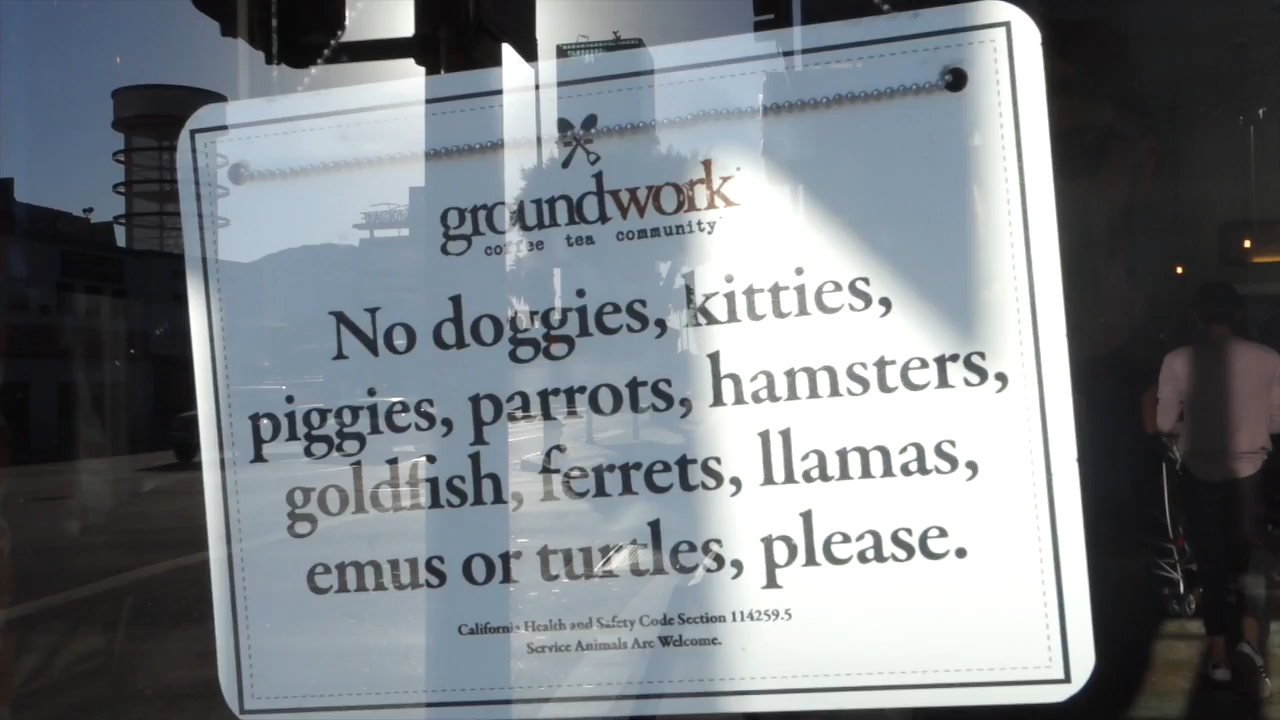 groundwork
coffee tea community
No doggies, kitties,
piggies, parrots, hamsters,
goldfish, ferrets, llamas,
emus or turtles, please.
California Health and Safety Code Section 114259.5
Service Animals Are Welcome.